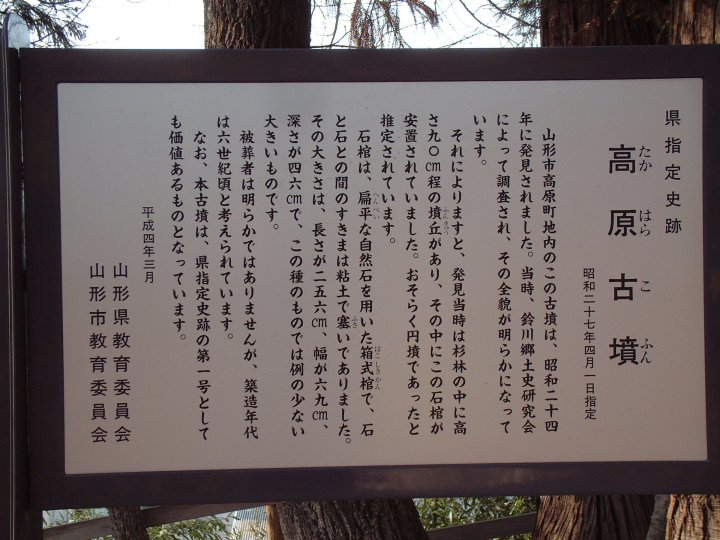 県指定史跡
高原古墳
たか はら こ ふん
昭和二十七年四月一日指定
山形市高原町地内のこの古墳は、昭和二十四
年に発見されました。当時、鈴川郷土史研究会
によって調査され、その全貌が明らかになって
います。
それによりますと、発見当時は杉林の中に高
さ九〇cm程の墳丘があり、その中にこの石棺が
安置されていました。おそらく円墳であったと
推定されています。
石棺は、扁平な自然石を用いた箱式棺で、石
と石との間のすきまは粘土で塞いでありました。
その大きさは、長さが二五六cm、幅が六九cm、
深さが四六cmで、この種のものでは例の少ない
大きいものです。
被葬者は明らかではありませんが、築造年代
は六世紀頃と考えられています。
なお、本古墳は、県指定史跡の第一号として
も価値あるものとなっています。
平成四年三月
山形県教育委員会
山形市教育委員会